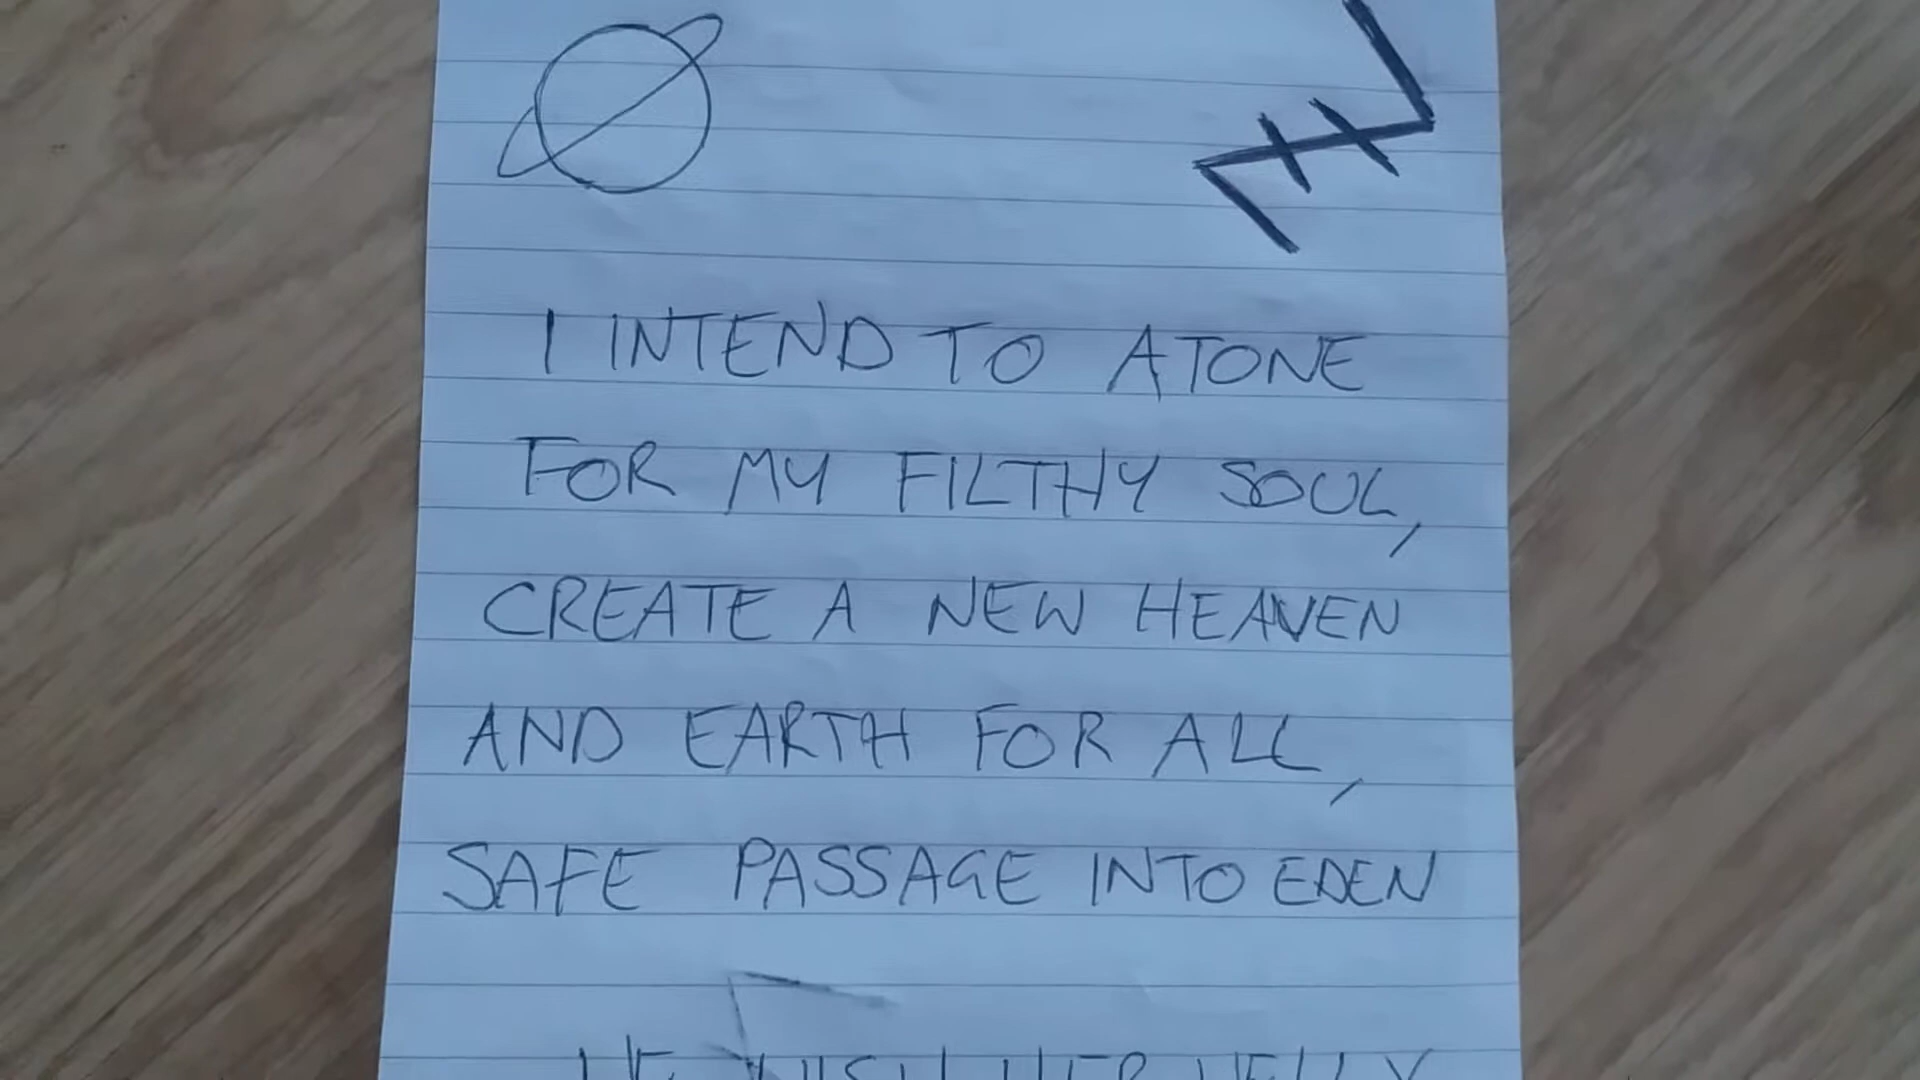 I INTEND TO ATONE
FOR MY FILTHY SOUL,
CREATE A NEW HEAVEN
AND EARTH FOR ALL,
SAFE PASSAGE INTO EDEN